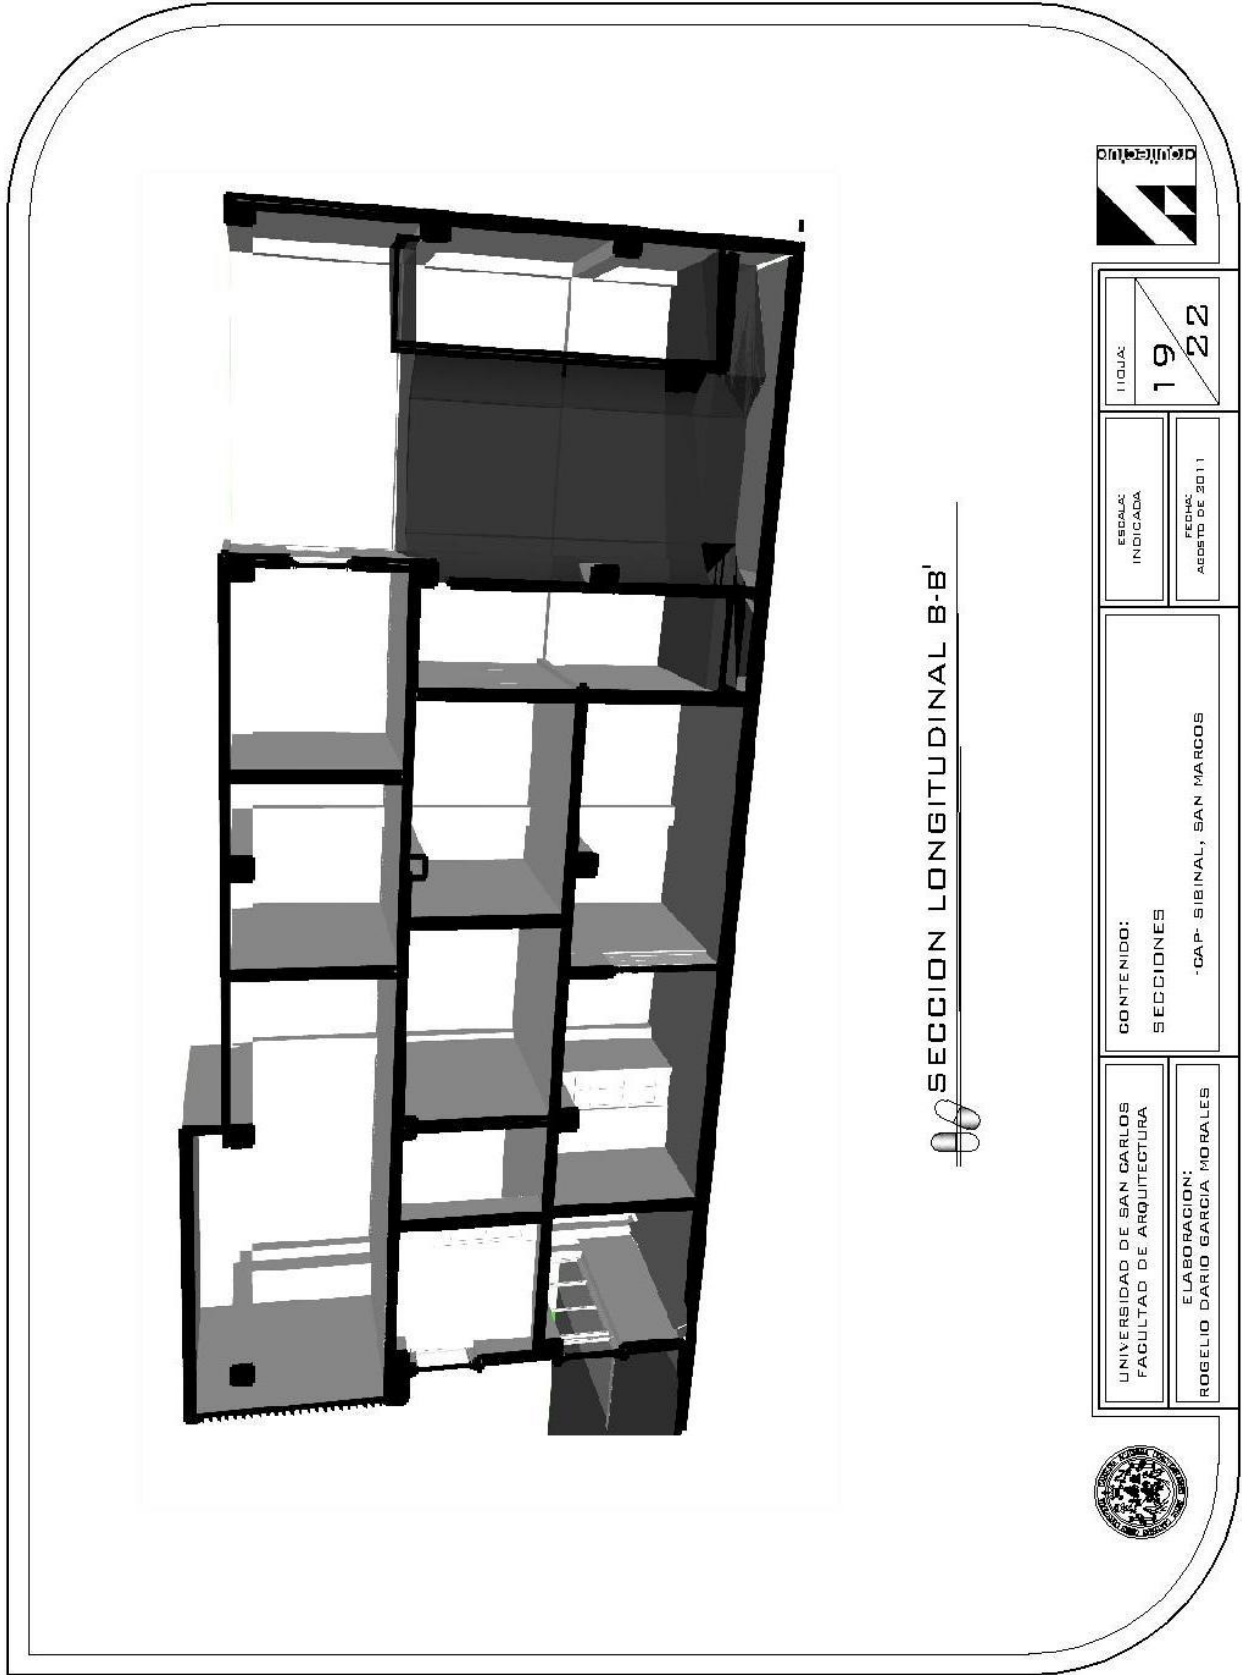 SECCION LONGITUDINAL B-B'
UNIVERSIDAD DE SAN CARLOS
FACULTAD DE ARQUITECTURA
ELABORACION:
ROGELIO DARIO GARCIA MORALES
CONTENIDO:
SECCIONES
-CAP- SIBINAL, SAN MARCOS
ESCALA:
INDICADA
FECHA:
AGOSTO DE 2011
HOJA:
19
22
arquitectura